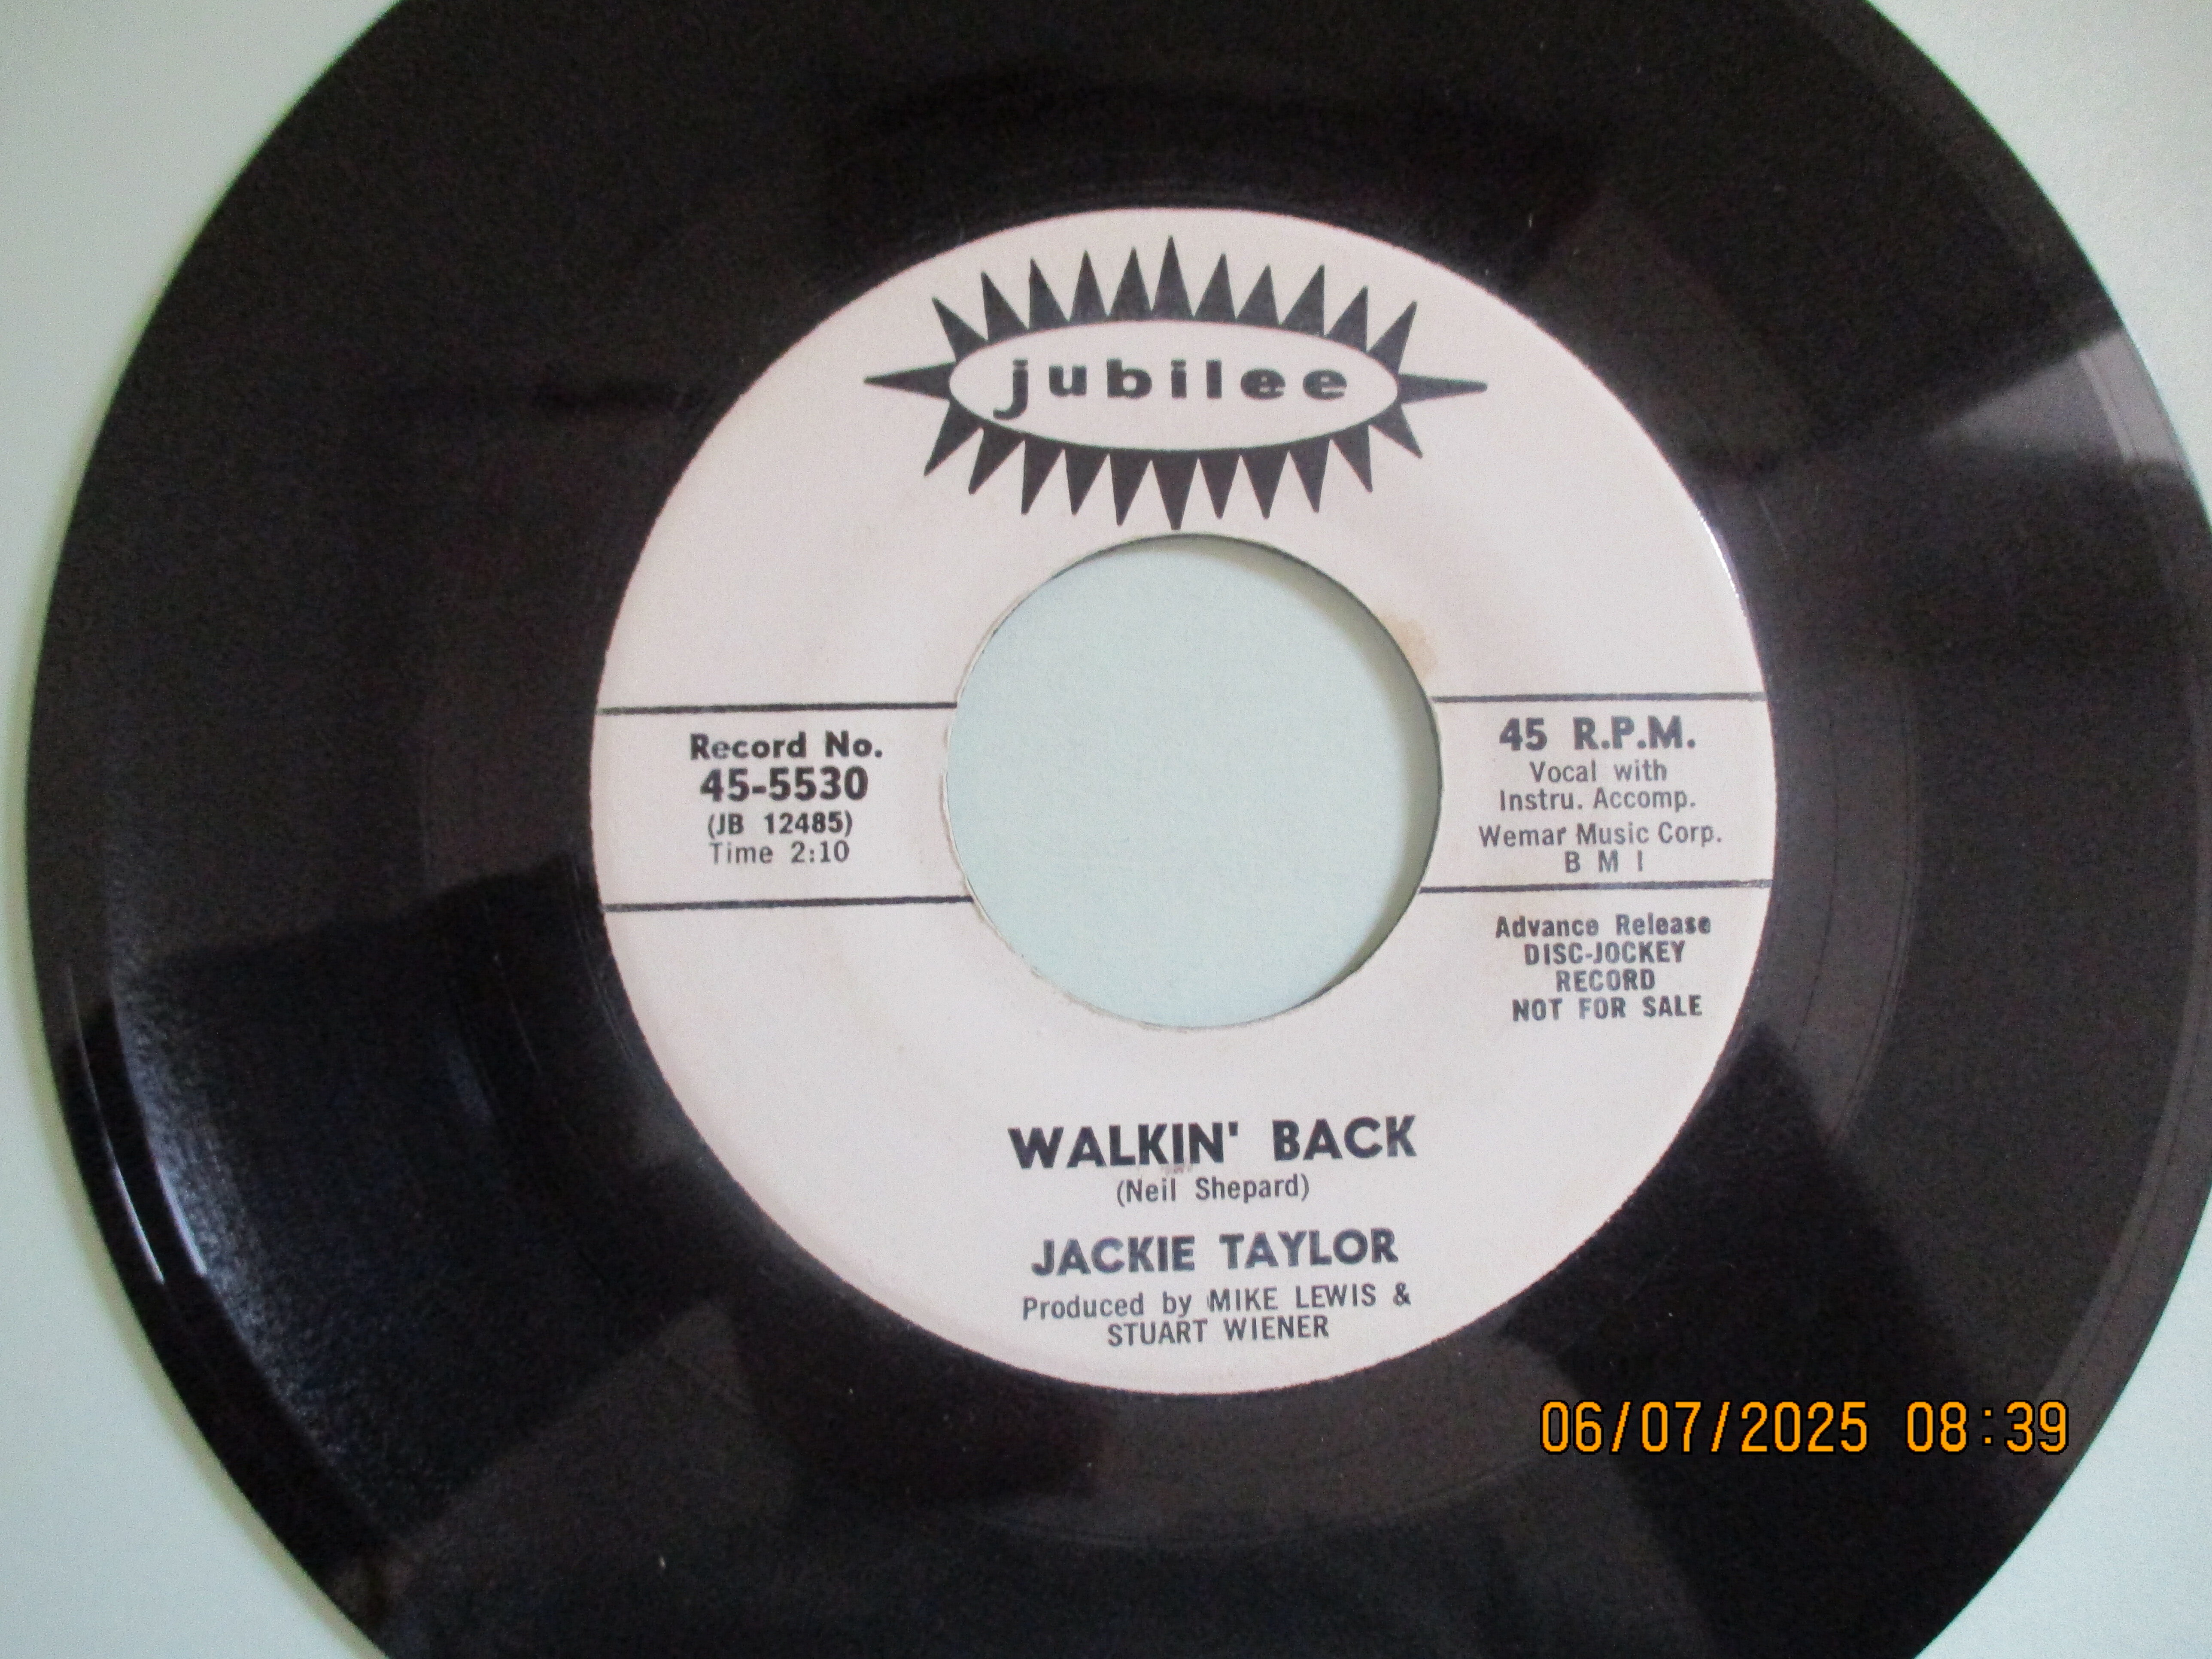 jubilee
Record No.
45-5530
(JB 12485)
Time 2:10
45 R.P.M.
Vocal with
Instru. Accomp.
Wemar Music Corp.
B M I
Advance Release
DISC-JOCKEY
RECORD
NOT FOR SALE
WALKIN' BACK
(Neil Shepard)
JACKIE TAYLOR
Produced by MIKE LEWIS &
STUART WIENER
06/07/2025 08:39